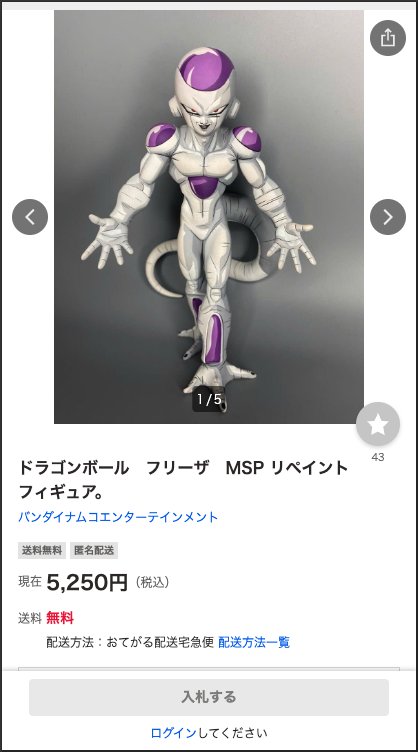 1/5
43
ドラゴンボール　フリーザ　MSP リペイント
フィギュア。
バンダイナムコエンターテインメント
送料無料 匿名配送
現在 5,250円（税込）
送料 無料
配送方法：おてがる配送宅急便 配送方法一覧
入札する
ログインしてください